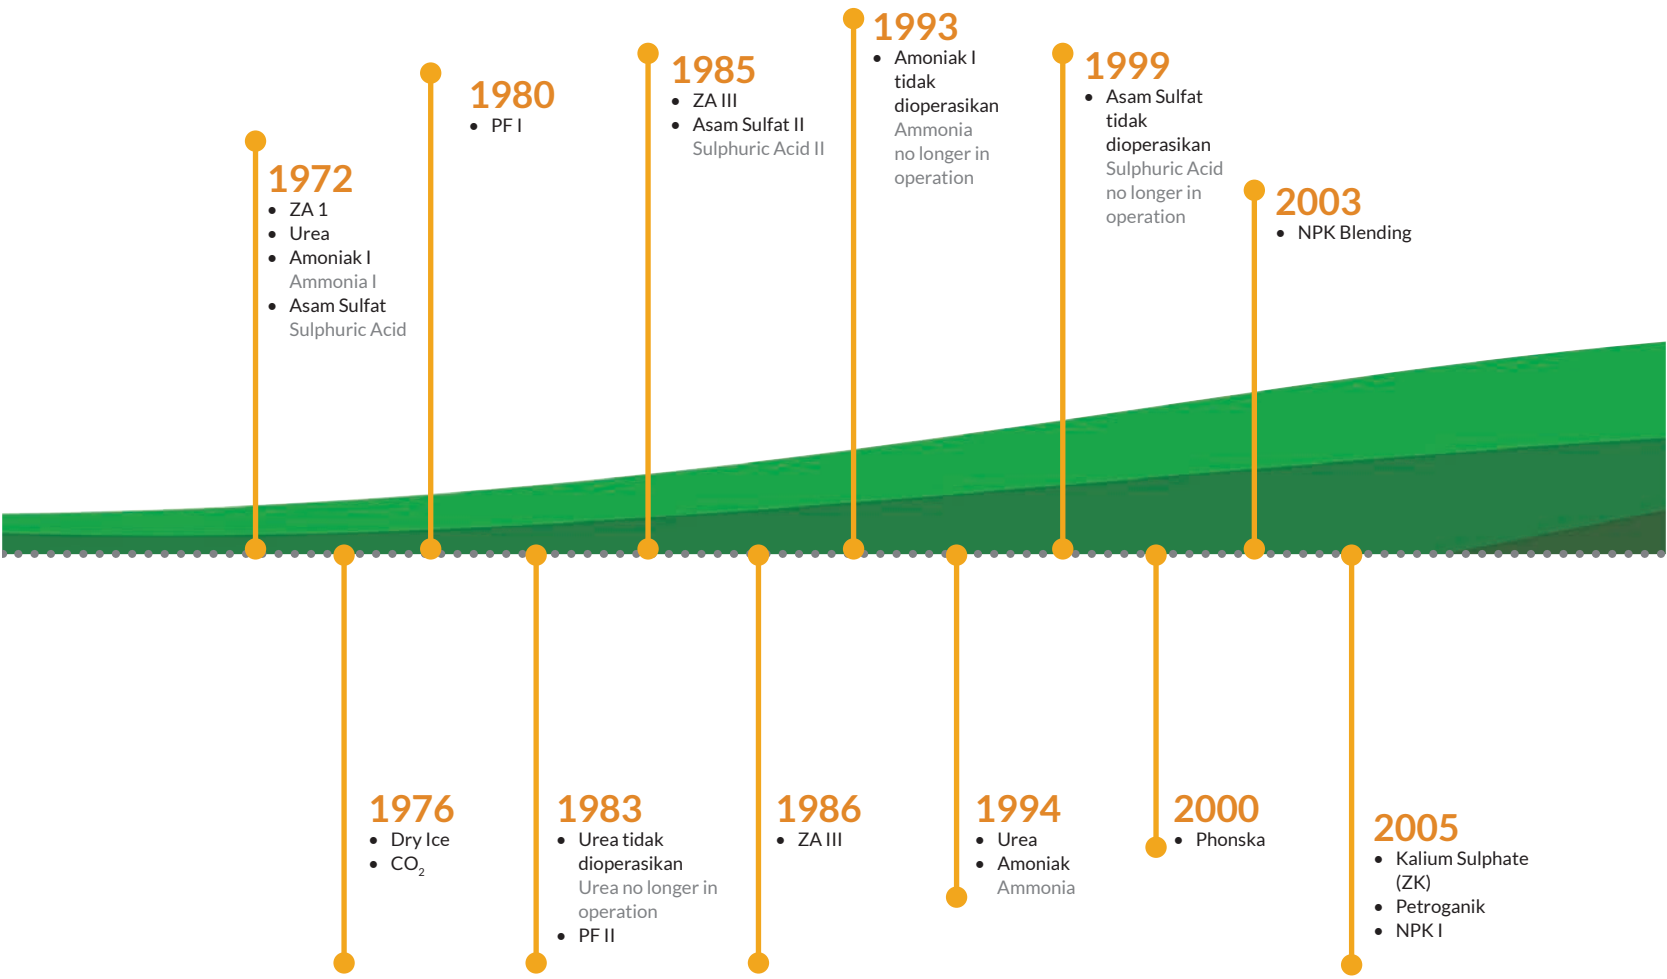 1972
• ZA 1
• Urea
• Amoniak I
Ammonia I
• Asam Sulfat
Sulphuric Acid
1976
• Dry Ice
• CO₂
1980
• PF I
1983
• Urea tidak
dioperasikan
Urea no longer in
operation
• PF II
1985
• ZA III
• Asam Sulfat II
Sulphuric Acid II
1986
• ZA III
1993
• Amoniak I
tidak
dioperasikan
Ammonia
no longer in
operation
1994
• Urea
• Amoniak
Ammonia
1999
• Asam Sulfat
tidak
dioperasikan
Sulphuric Acid
no longer in
operation
2000
• Phonska
2003
• NPK Blending
2005
• Kalium Sulphate
(ZK)
• Petroganik
• NPK I